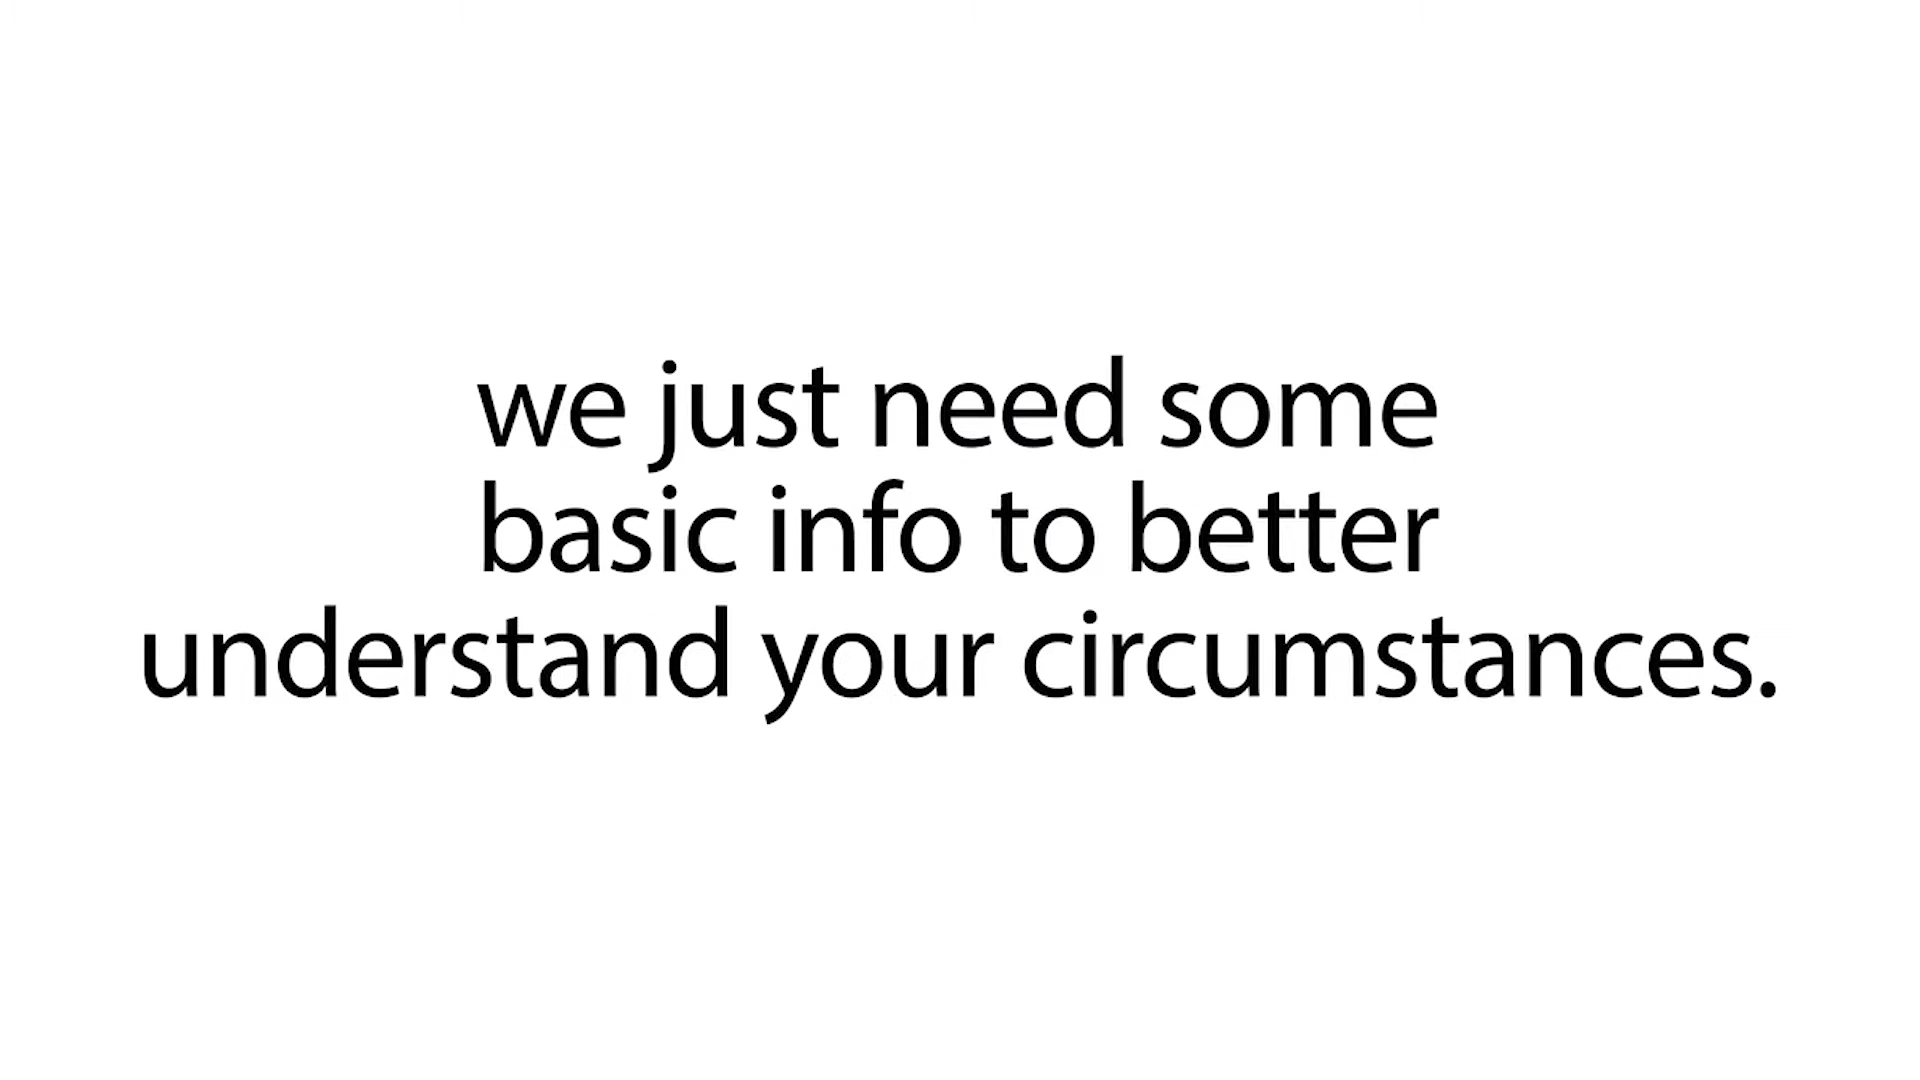 we just need some
basic info to better
understand your circumstances.